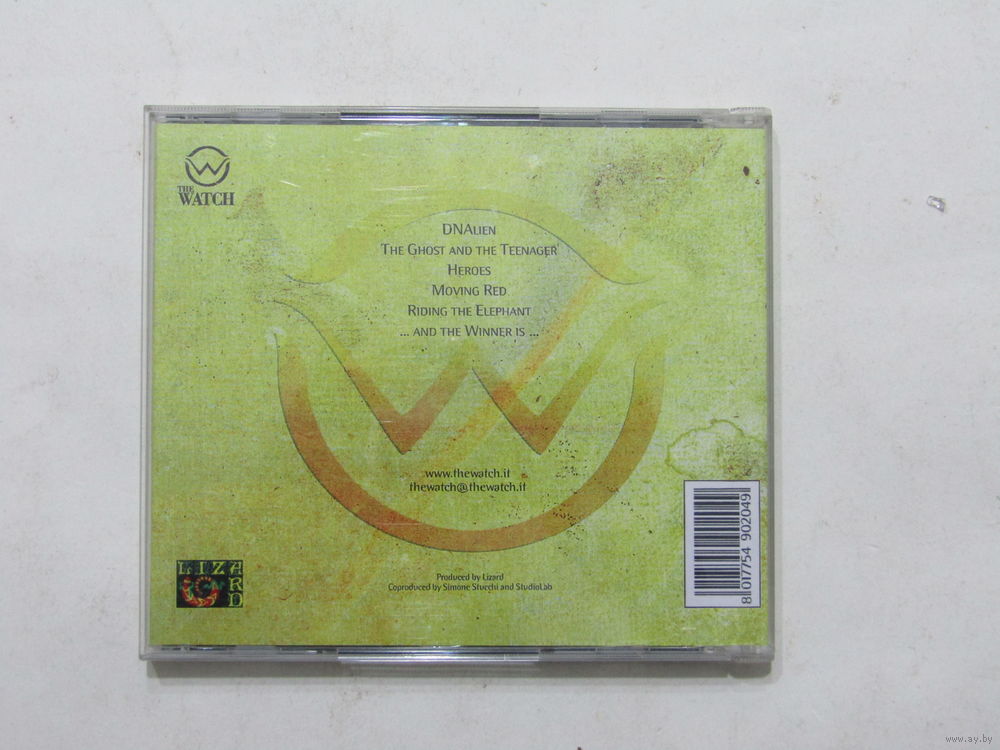 THE
WATCH
DNAlien
The Ghost and the Teenager
Heroes
Moving Red
Riding the Elephant
... and the Winner is ...
www.thewatch.it
thewatch@thewatch.it
LIZARD
Produced by Lizard
Coproduced by Simone Stucchi and StudioLab
8 017754 902049
www.ay.by